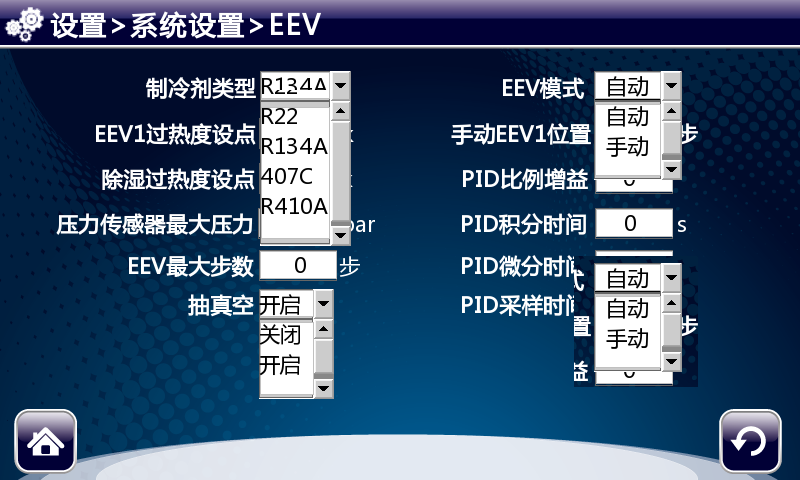 设置>系统设置>EEV
制冷剂类型 R134A
R22
R134A
407C
R410A
EEV1过热度设点
除湿过热度设点
压力传感器最大压力 bar
EEV最大步数 0 步
抽真空 开启
关闭
开启
EEV模式 自动
自动
手动
手动EEV1位置 步
PID比例增益 0
PID积分时间 0 s
PID微分时间
PID采样时间
式 自动
自动
手动
置 步
益 0